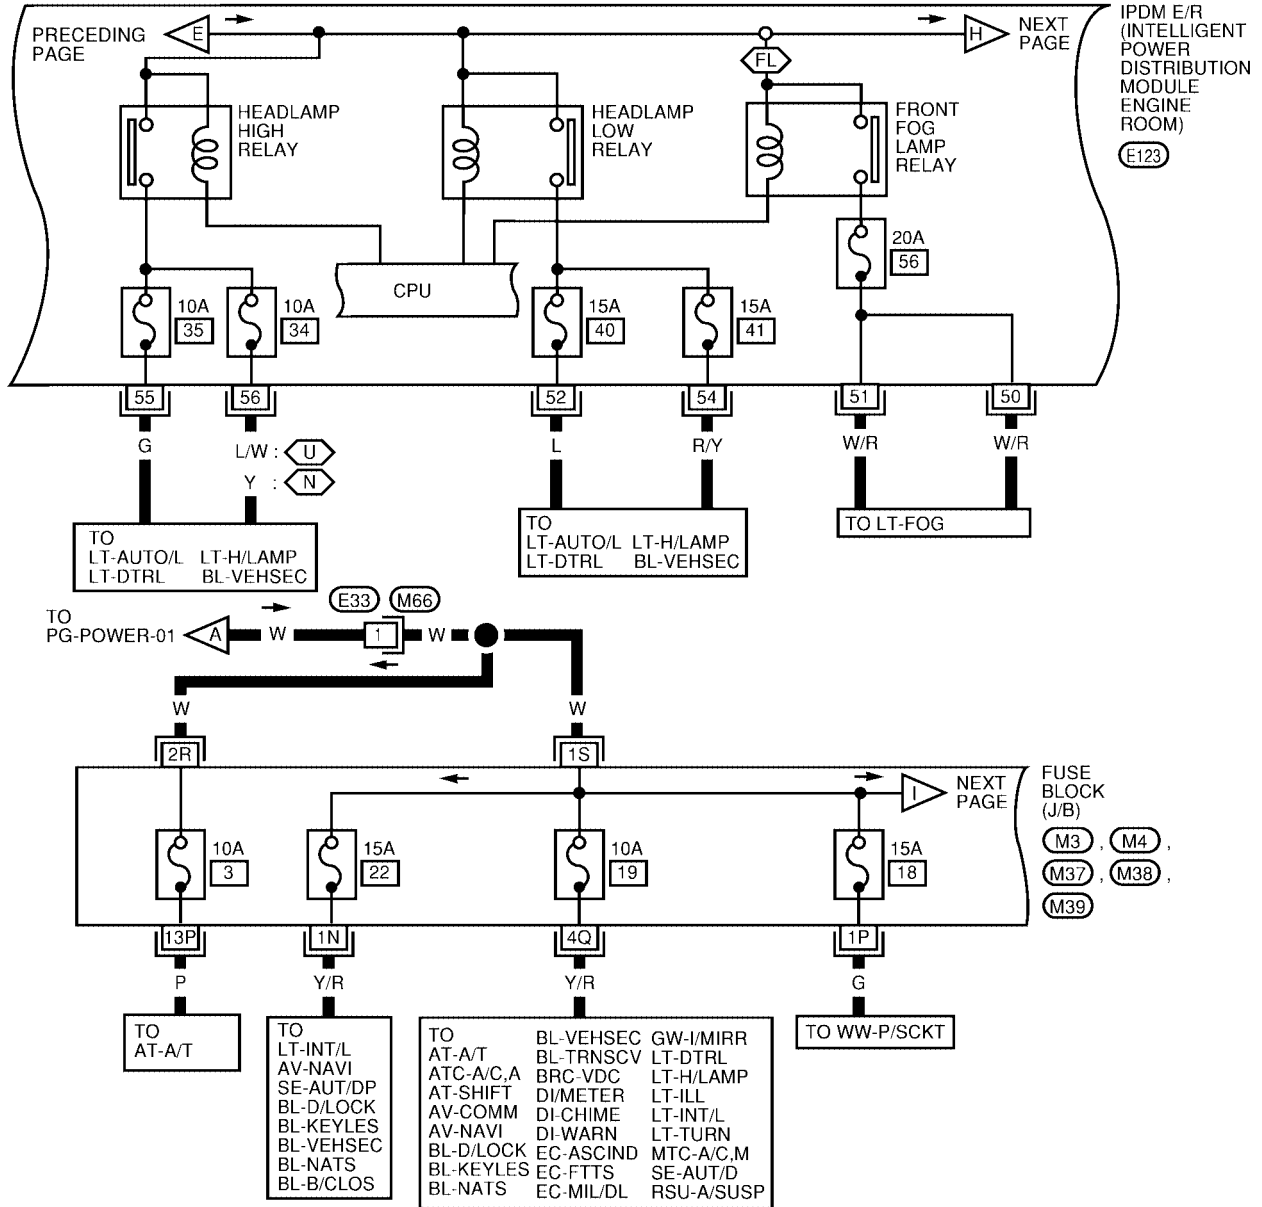 PRECEDING
PAGE
E
H
NEXT
PAGE
IPDM E/R
(INTELLIGENT
POWER
DISTRIBUTION
MODULE
ENGINE
ROOM)
E123
FL
HEADLAMP
HIGH
RELAY
HEADLAMP
LOW
RELAY
FRONT
FOG
LAMP
RELAY
20A
56
CPU
10A
35
10A
34
15A
40
15A
41
55
56
52
54
51
50
G
L/W : U
Y : N
L
R/Y
W/R
W/R
TO
LT-AUTO/L LT-H/LAMP
LT-DTRL BL-VEHSEC
TO
LT-AUTO/L LT-H/LAMP
LT-DTRL BL-VEHSEC
TO LT-FOG
TO
PG-POWER-01
A
W
E33
M66
1
W
W
W
2R
1S
I
NEXT
PAGE
FUSE
BLOCK
(J/B)
M3 , M4 ,
M37 , M38 ,
M39
10A
3
15A
22
10A
19
15A
18
13P
1N
4Q
1P
P
Y/R
Y/R
G
TO
AT-A/T
TO
LT-INT/L
AV-NAVI
SE-AUT/DP
BL-D/LOCK
BL-KEYLES
BL-VEHSEC
BL-NATS
BL-B/CLOS
TO
AT-A/T
ATC-A/C,A
AT-SHIFT
AV-COMM
AV-NAVI
BL-D/LOCK
BL-KEYLES
BL-NATS
BL-VEHSEC
BL-TRNSCV
BRC-VDC
DI/METER
DI-CHIME
DI-WARN
EC-ASCIND
EC-FTTS
EC-MIL/DL
GW-I/MIRR
LT-DTRL
LT-H/LAMP
LT-ILL
LT-INT/L
LT-TURN
MTC-A/C,M
SE-AUT/D
RSU-A/SUSP
TO WW-P/SCKT